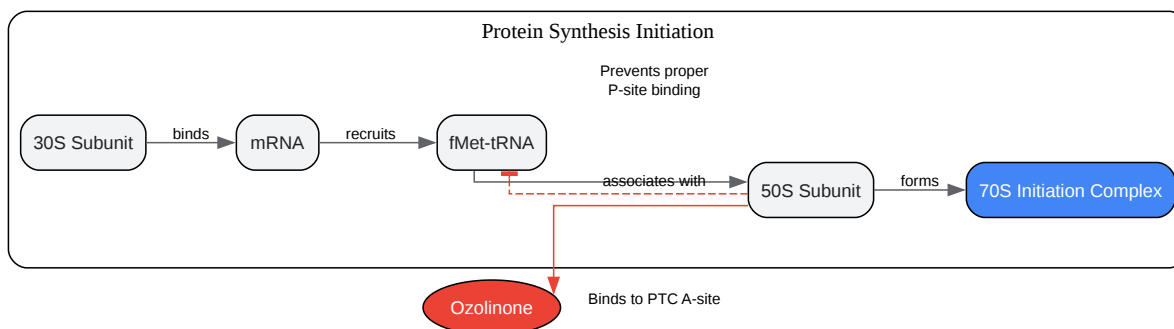 Protein Synthesis Initiation
Prevents proper
P-site binding
30S Subunit
binds
mRNA
recruits
fMet-tRNA
associates with
50S Subunit
forms
70S Initiation Complex
Ozolinone
Binds to PTC A-site